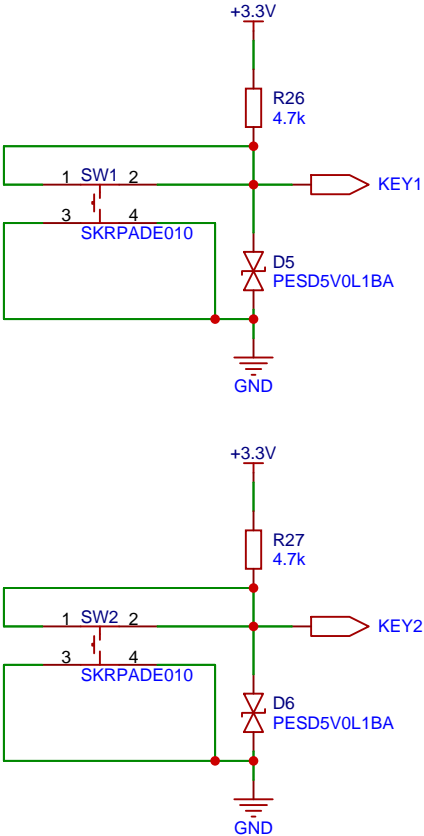 +3.3V
R26
4.7k
1 SW1 2
KEY1
3 4
SKRPADE010
D5
PESD5V0L1BA
GND
+3.3V
R27
4.7k
1 SW2 2
KEY2
3 4
SKRPADE010
D6
PESD5V0L1BA
GND